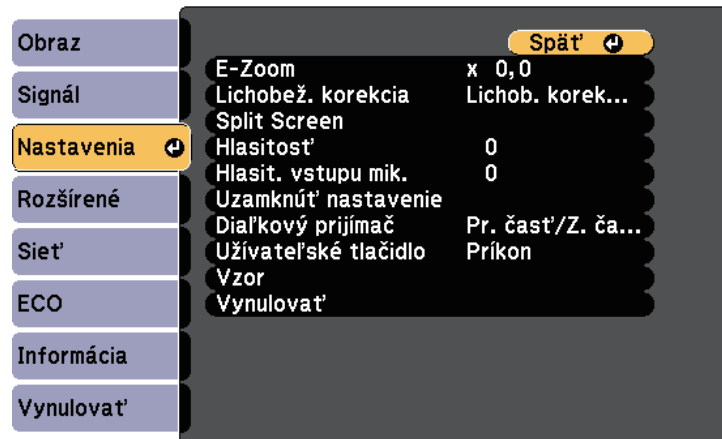 Obraz
Signál
Nastavenia
Rozšírené
Sieť
ECO
Informácia
Vynulovať
Späť
E-Zoom x 0,0
Lichobež. korekcia Lichob. korek...
Split Screen
Hlasitosť 0
Hlasit. vstupu mik. 0
Uzamknúť nastavenie
Diaľkový prijímač Pr. časť/Z. ča...
Užívateľské tlačidlo Príkon
Vzor
Vynulovať